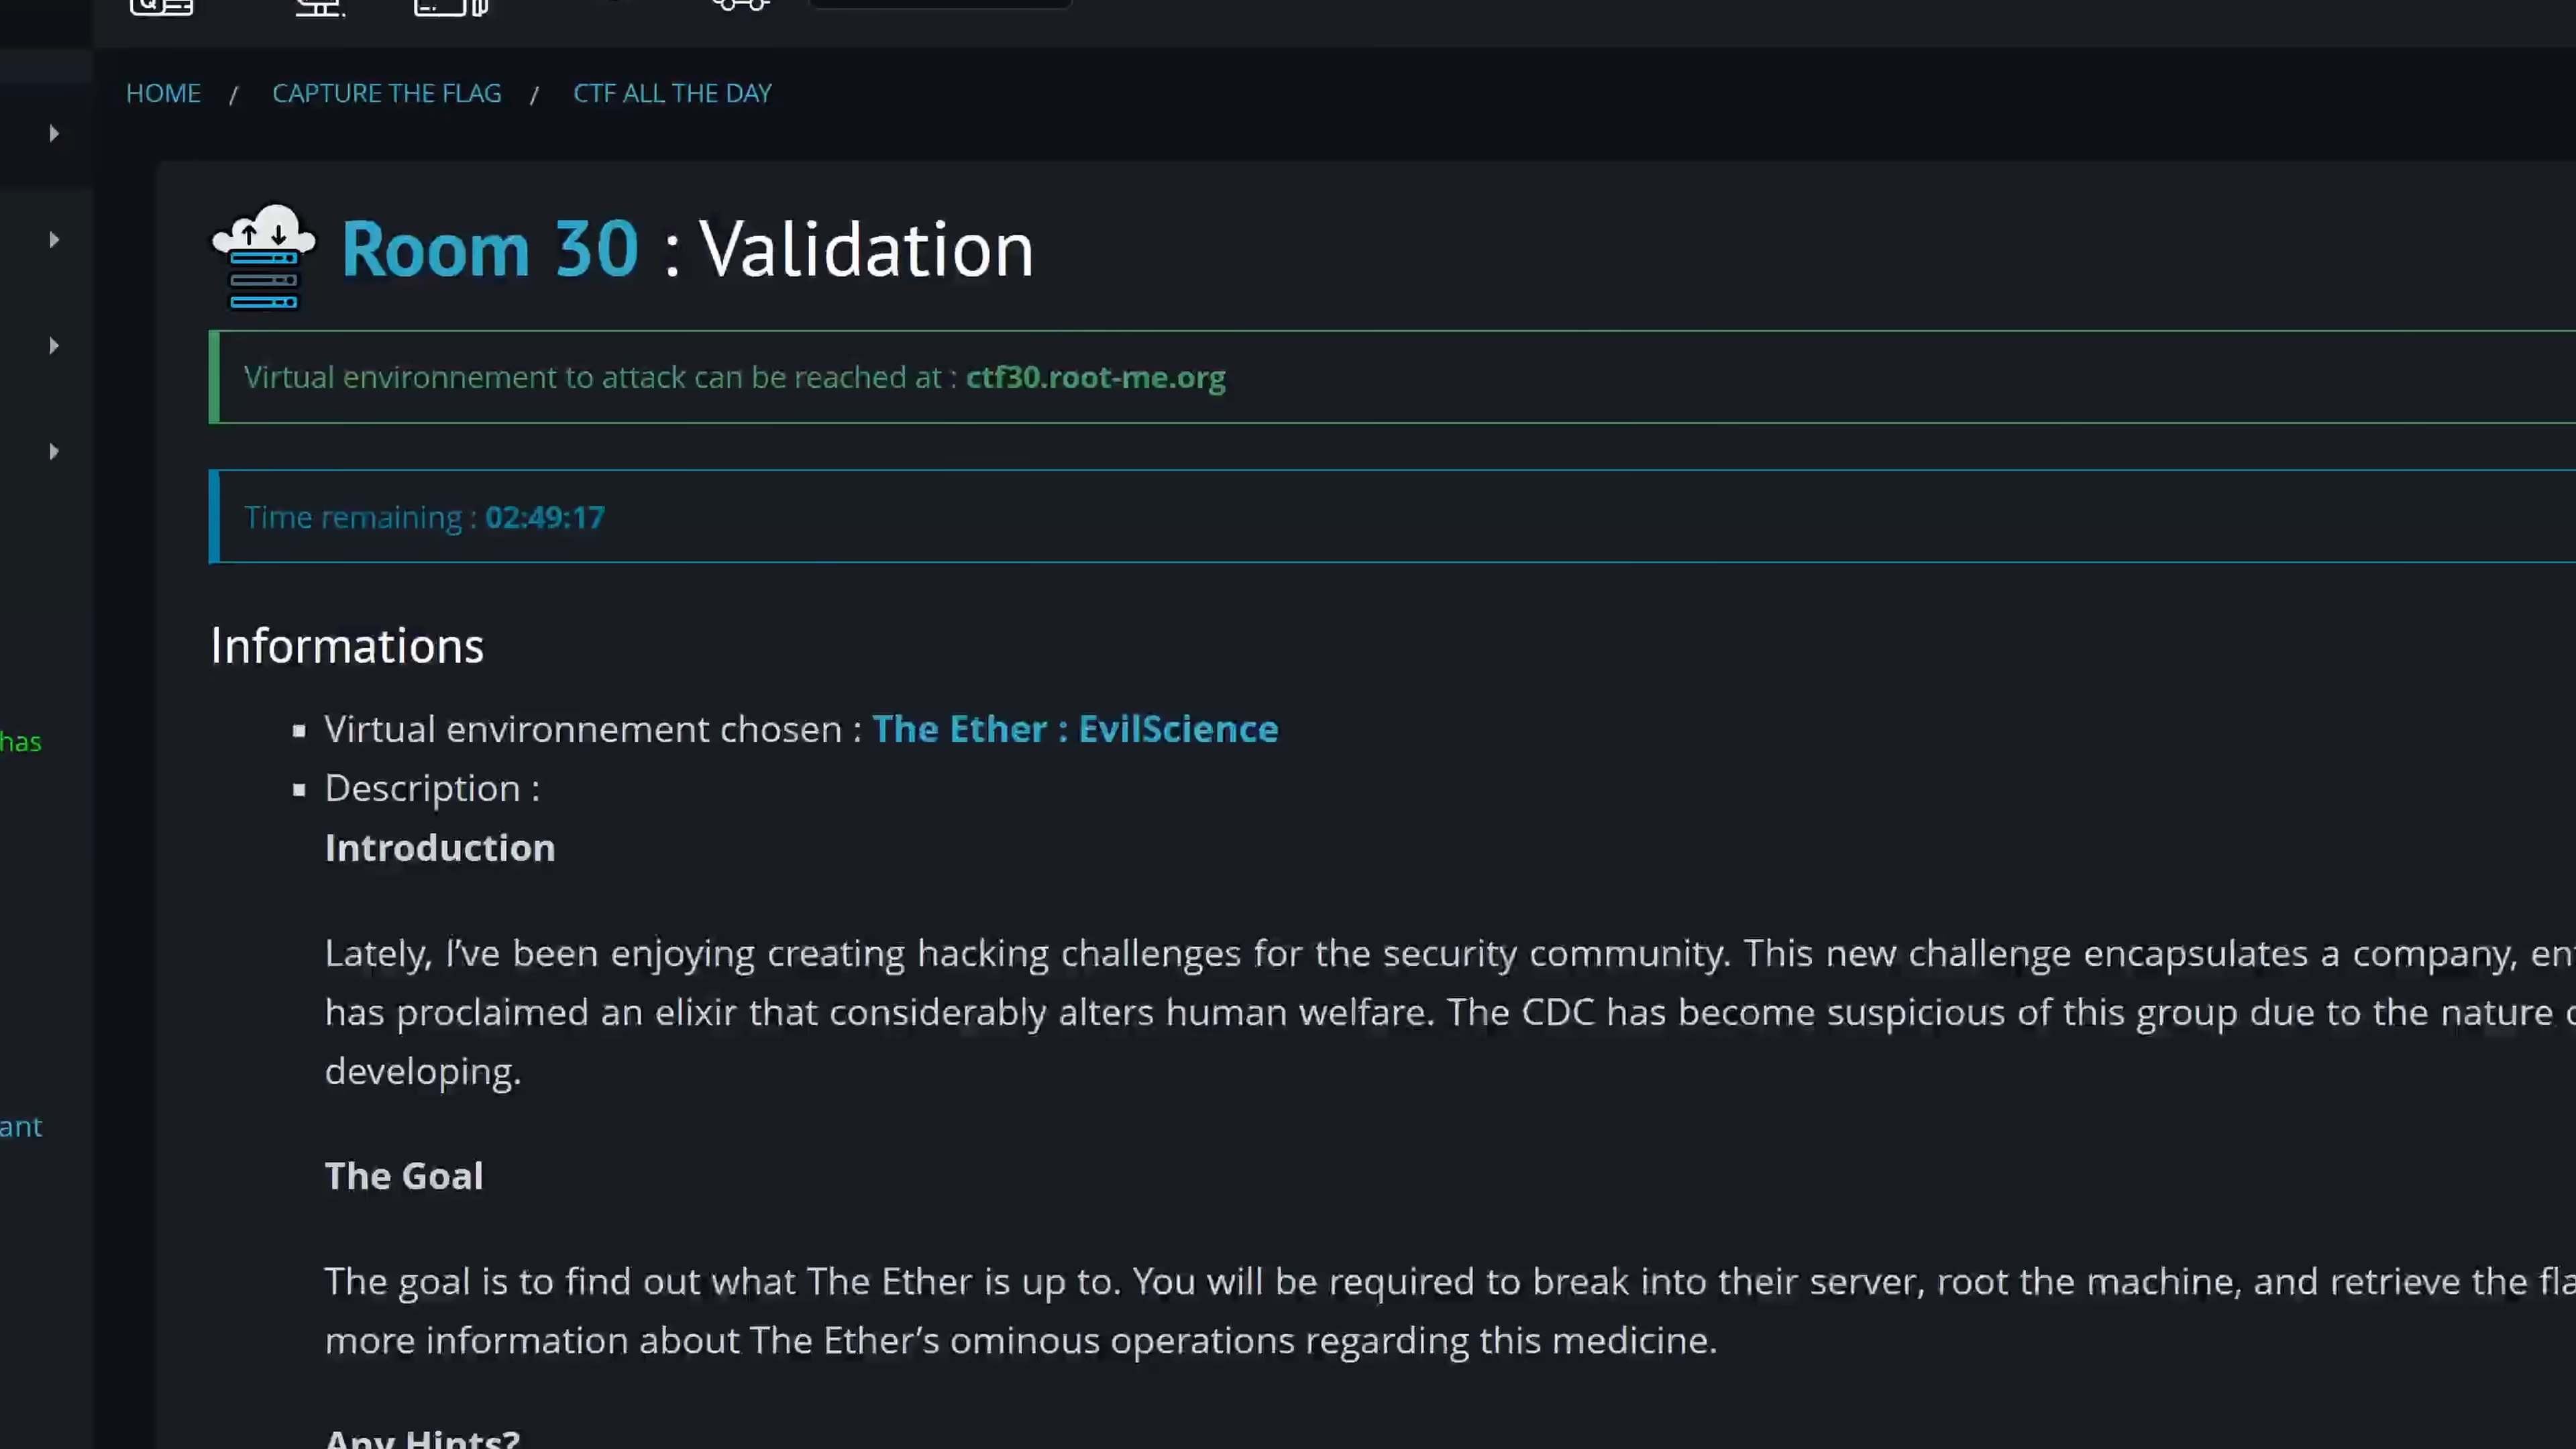 HOME / CAPTURE THE FLAG / CTF ALL THE DAY
Room 30 : Validation
Virtual environnement to attack can be reached at : ctf30.root-me.org
Time remaining : 02:49:17
Informations
Virtual environnement chosen : The Ether : EvilScience
has
Description :
Introduction
Lately, I've been enjoying creating hacking challenges for the security community. This new challenge encapsulates a company,
has proclaimed an elixir that considerably alters human welfare. The CDC has become suspicious of this group due to the nature
developing.
ant
The Goal
The goal is to find out what The Ether is up to. You will be required to break into their server, root the machine, and retrieve the
more information about The Ether's ominous operations regarding this medicine.
Any Hints?